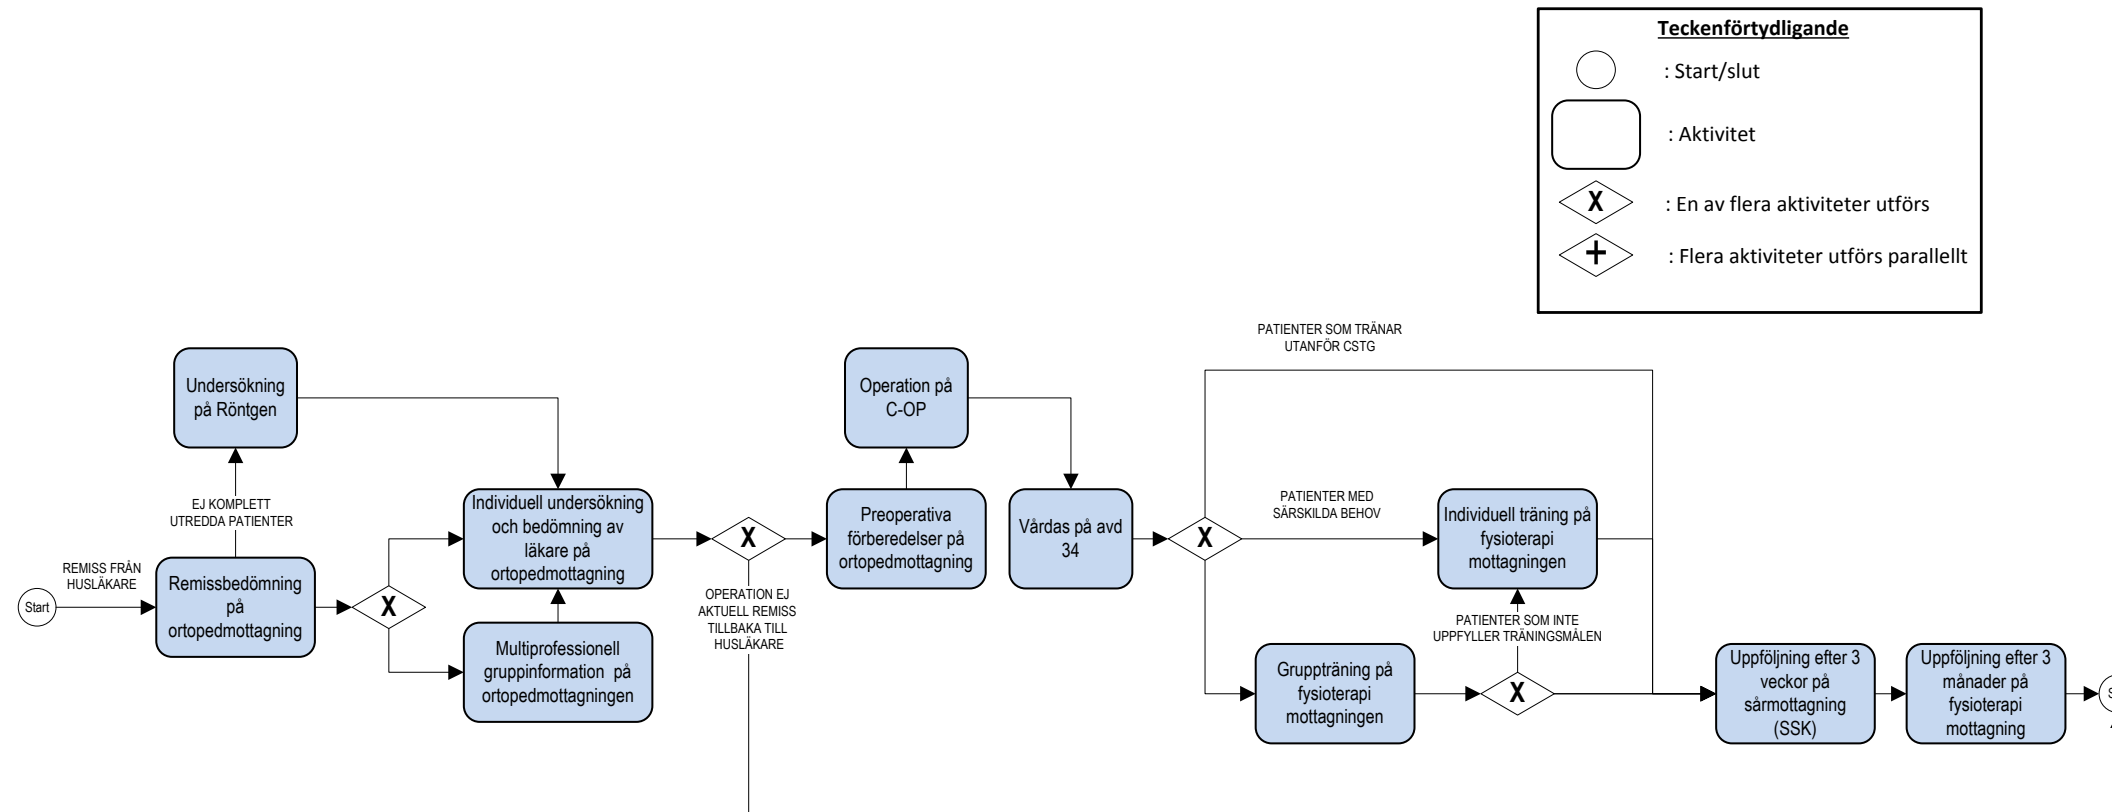 Teckenförtydligande
: Start/slut
: Aktivitet
X
: En av flera aktiviteter utförs
+
: Flera aktiviteter utförs parallellt
PATIENTER SOM TRÄNAR
UTANFÖR CSTG
Undersökning
på Röntgen
Operation på
C-OP
EJ KOMPLETT
UTREDDA PATIENTER
Individuell undersökning
och bedömning av
läkare på
ortopedmottagning
X
Preoperativa
förberedelser på
ortopedmottagning
Vårdas på avd
34
X
PATIENTER MED
SÄRSKILDA BEHOV
Individuell träning på
fysioterapi
mottagningen
Start
REMISS FRÅN
HUSLÄKARE
Remissbedömning
på
ortopedmottagning
X
OPERATION EJ
AKTUELL REMISS
TILLBAKA TILL
HUSLÄKARE
PATIENTER SOM INTE
UPPFYLLER TRÄNINGSMÅLEN
Multiprofessionell
gruppinformation på
ortopedmottagningen
Gruppträning på
fysioterapi
mottagningen
X
Uppföljning efter 3
veckor på
sårmottagning
(SSK)
Uppföljning efter 3
månader på
fysioterapi
mottagning